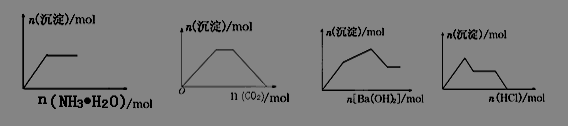 n(沉淀)/mol
n(NH3•H2O)/mol
n(沉淀)/mol
O
n (CO₂)/mol
n(沉淀)/mol
n[Ba(OH)₂]/mol
n(沉淀)/mol
n (HCl)/mol